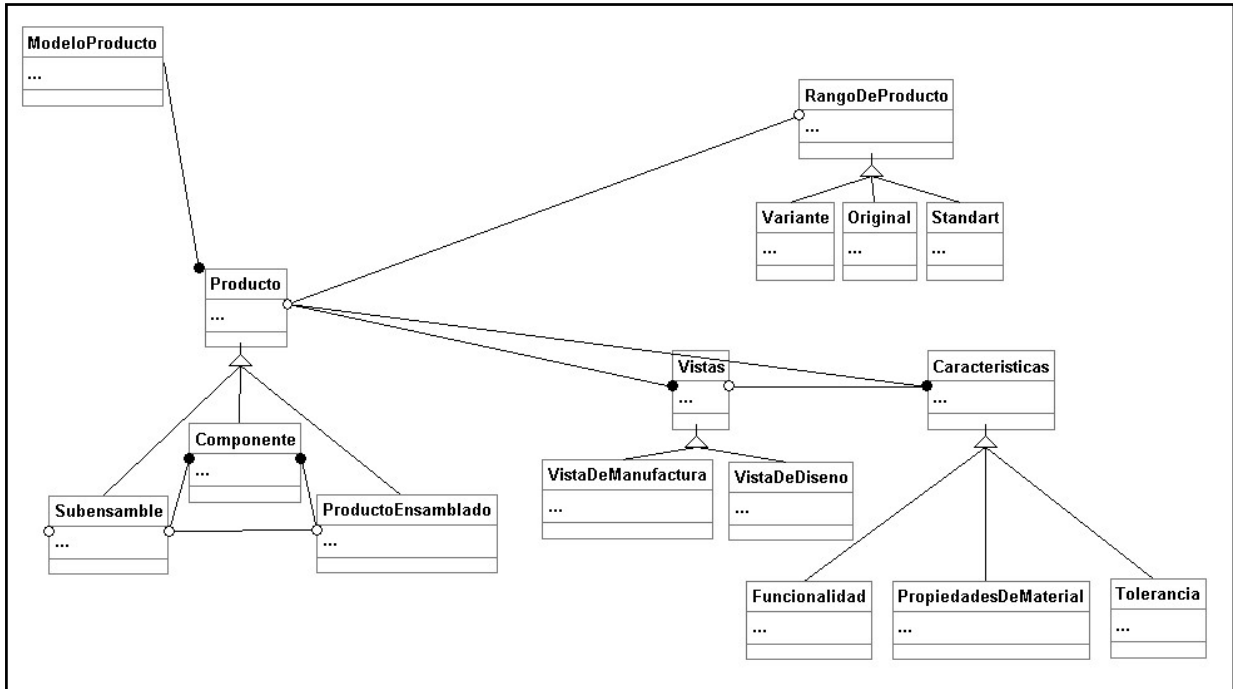 ModeloProducto
...
RangoDeProducto
...
Variante
...
Original
...
Standart
...
Producto
...
Vistas
...
Caracteristicas
...
Componente
...
Subensamble
...
ProductoEnsamblado
...
VistaDeManufactura
...
VistaDeDiseno
...
Funcionalidad
...
PropiedadesDeMaterial
...
Tolerancia
...